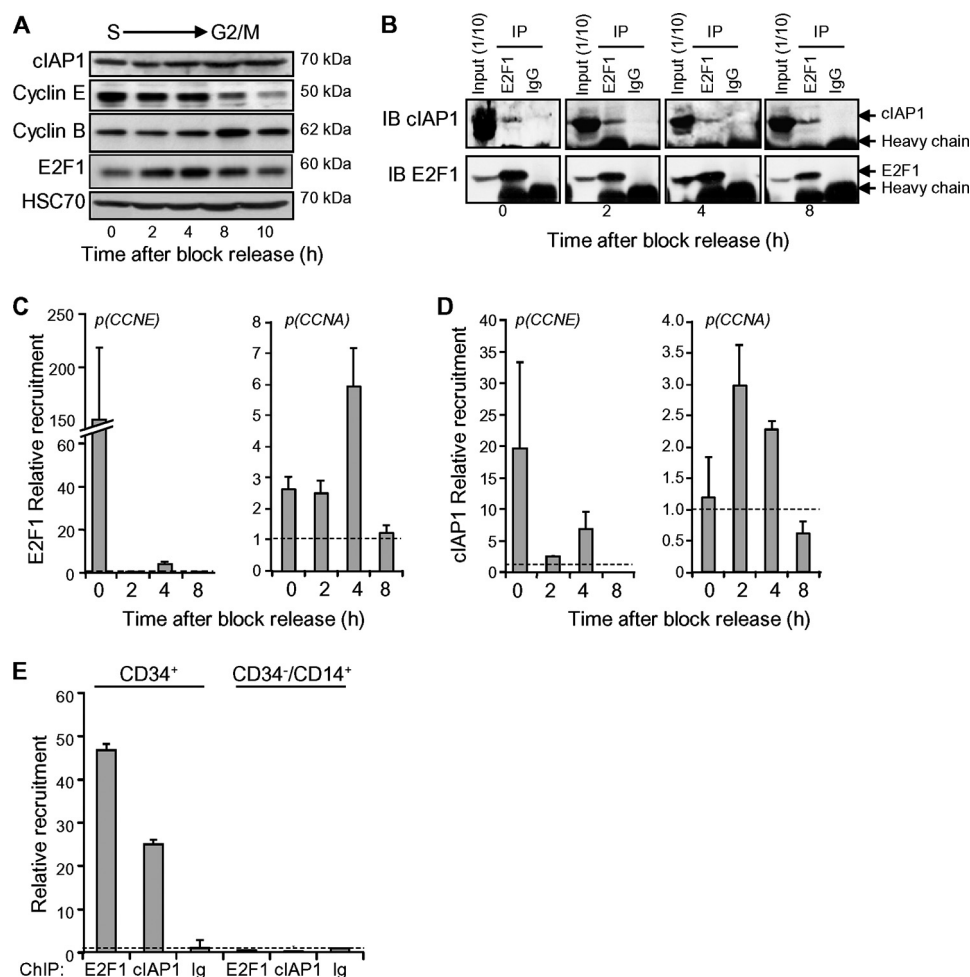 A
S G2/M
cIAP1 70 kDa
Cyclin E 50 kDa
Cyclin B 62 kDa
E2F1 60 kDa
HSC70 70 kDa
0 2 4 8 10
Time after block release (h)
B
IP IP IP IP
Input (1/10) E2F1 IgG Input (1/10) E2F1 IgG Input (1/10) E2F1 IgG Input (1/10) E2F1 IgG
IB cIAP1 cIAP1
Heavy chain
IB E2F1 E2F1
Heavy chain
0 2 4 8
Time after block release (h)
C
E2F1 Relative recruitment
p(CCNE)
250
200
150
60
40
20
0
0 2 4 8
p(CCNA)
8
7
6
5
4
3
2
1
0
0 2 4 8
Time after block release (h)
D
cIAP1 Relative recruitment
p(CCNE)
40
35
30
25
20
15
10
5
0
0 2 4 8
p(CCNA)
4.0
3.5
3.0
2.5
2.0
1.5
1.0
0.5
0.0
0 2 4 8
Time after block release (h)
E
CD34+ CD34-/CD14+
Relative recruitment
60
50
40
30
20
10
0
ChIP: E2F1 cIAP1 Ig E2F1 cIAP1 Ig